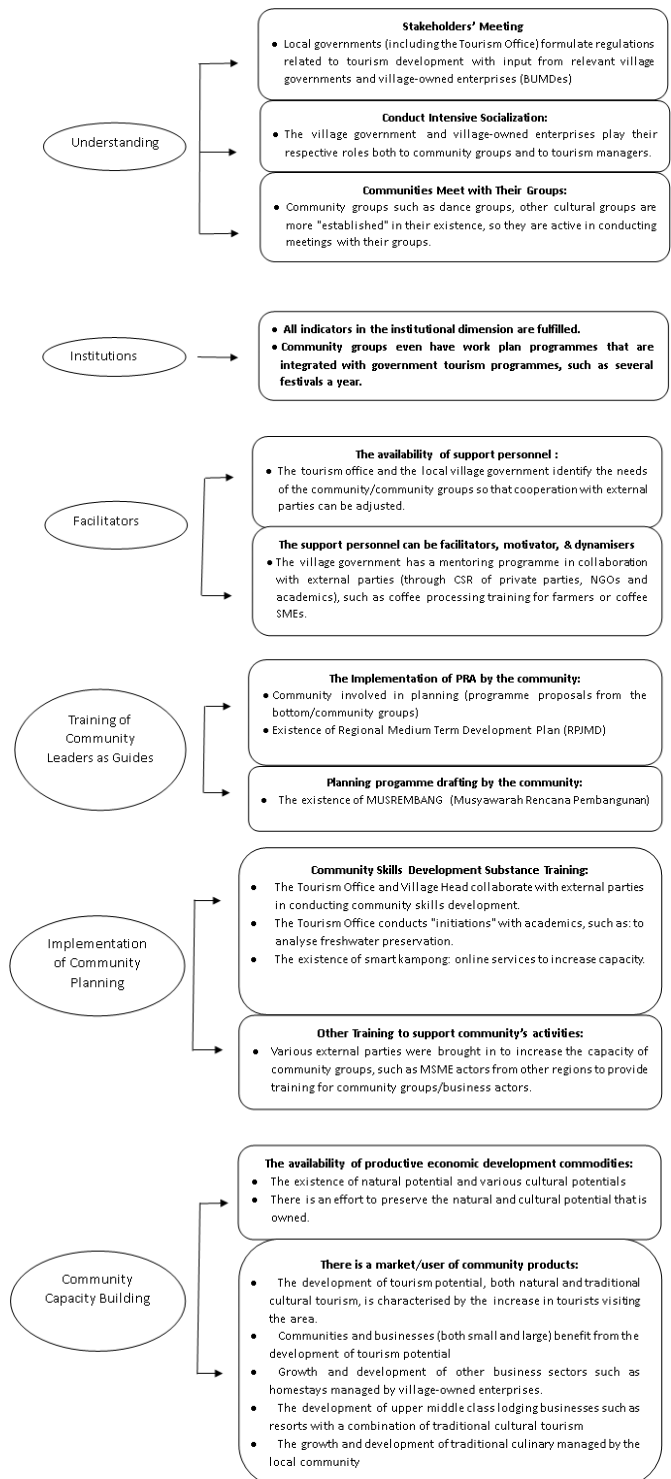 Understanding
Stakeholders' Meeting
● Local governments (including the Tourism Office) formulate regulations
related to tourism development with input from relevant village
governments and village-owned enterprises (BUMDes)
Conduct Intensive Socialization:
● The village government and village-owned enterprises play their
respective roles both to community groups and to tourism managers.
Communities Meet with Their Groups:
● Community groups such as dance groups, other cultural groups are
more "established" in their existence, so they are active in conducting
meetings with their groups.
Institutions
● All indicators in the institutional dimension are fulfilled.
● Community groups even have work plan programmes that are
integrated with government tourism programmes, such as several
festivals a year.
Facilitators
The availability of support personnel :
● The tourism office and the local village government identify the needs
of the community/community groups so that cooperation with external
parties can be adjusted.
The support personnel can be facilitators, motivator, & dynamisers
● The village government has a mentoring programme in collaboration
with external parties (through CSR of private parties, NGOs and
academics), such as coffee processing training for farmers or coffee
SMEs.
Training of
Community
Leaders as Guides
The Implementation of PRA by the community:
● Community involved in planning (programme proposals from the
bottom/community groups)
● Existence of Regional Medium Term Development Plan (RPJMD)
Planning progamme drafting by the community:
● The existence of MUSREMBANG (Musyawarah Rencana Pembangunan)
Implementation
of Community
Planning
Community Skills Development Substance Training:
● The Tourism Office and Village Head collaborate with external parties
in conducting community skills development.
● The Tourism Office conducts "initiations" with academics, such as: to
analyse freshwater preservation.
● The existence of smart kampong: online services to increase capacity.
Other Training to support community's activities:
● Various external parties were brought in to increase the capacity of
community groups, such as MSME actors from other regions to provide
training for community groups/business actors.
Community
Capacity Building
The availability of productive economic development commodities:
● The existence of natural potential and various cultural potentials
● There is an effort to preserve the natural and cultural potential that is
owned.
There is a market/user of community products:
● The development of tourism potential, both natural and traditional
cultural tourism, is characterised by the increase in tourists visiting
the area.
● Communities and businesses (both small and large) benefit from the
development of tourism potential
● Growth and development of other business sectors such as
homestays managed by village-owned enterprises.
● The development of upper middle class lodging businesses such as
resorts with a combination of traditional cultural tourism
● The growth and development of traditional culinary managed by the
local community